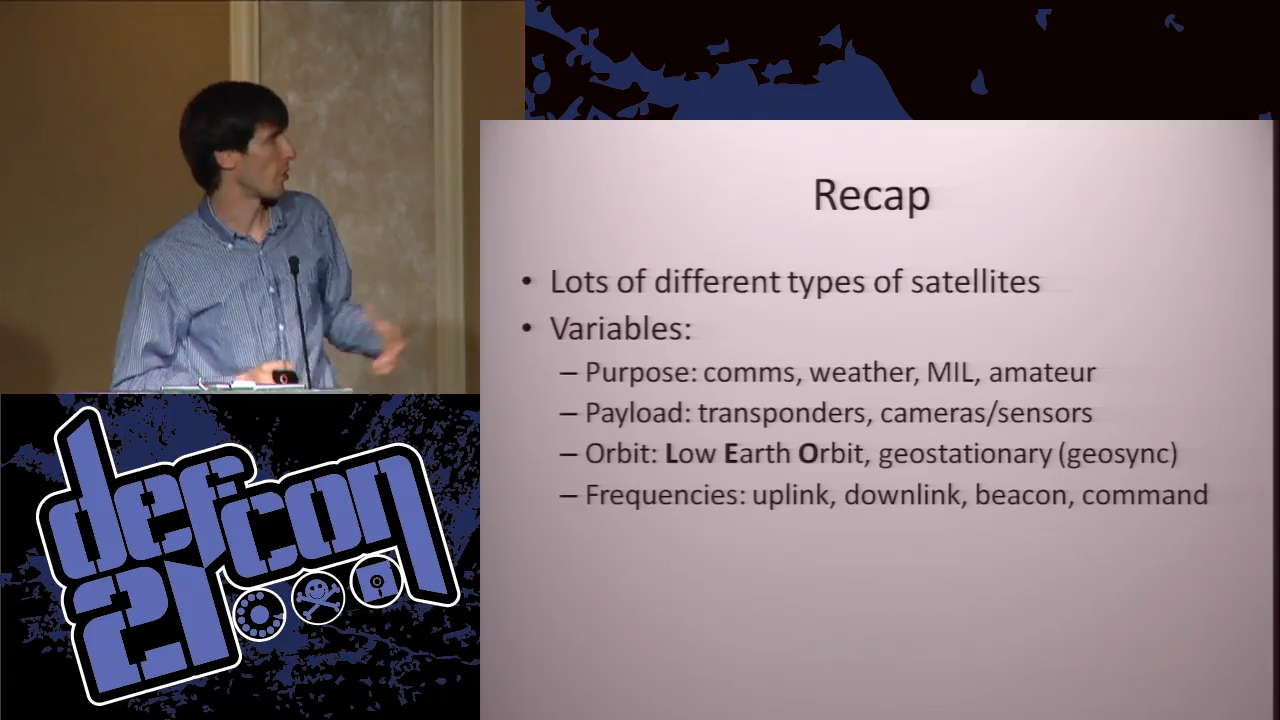 Recap
• Lots of different types of satellites
• Variables:
– Purpose: comms, weather, MIL, amateur
– Payload: transponders, cameras/sensors
– Orbit: Low Earth Orbit, geostationary (geosync)
– Frequencies: uplink, downlink, beacon, command
defcon
21